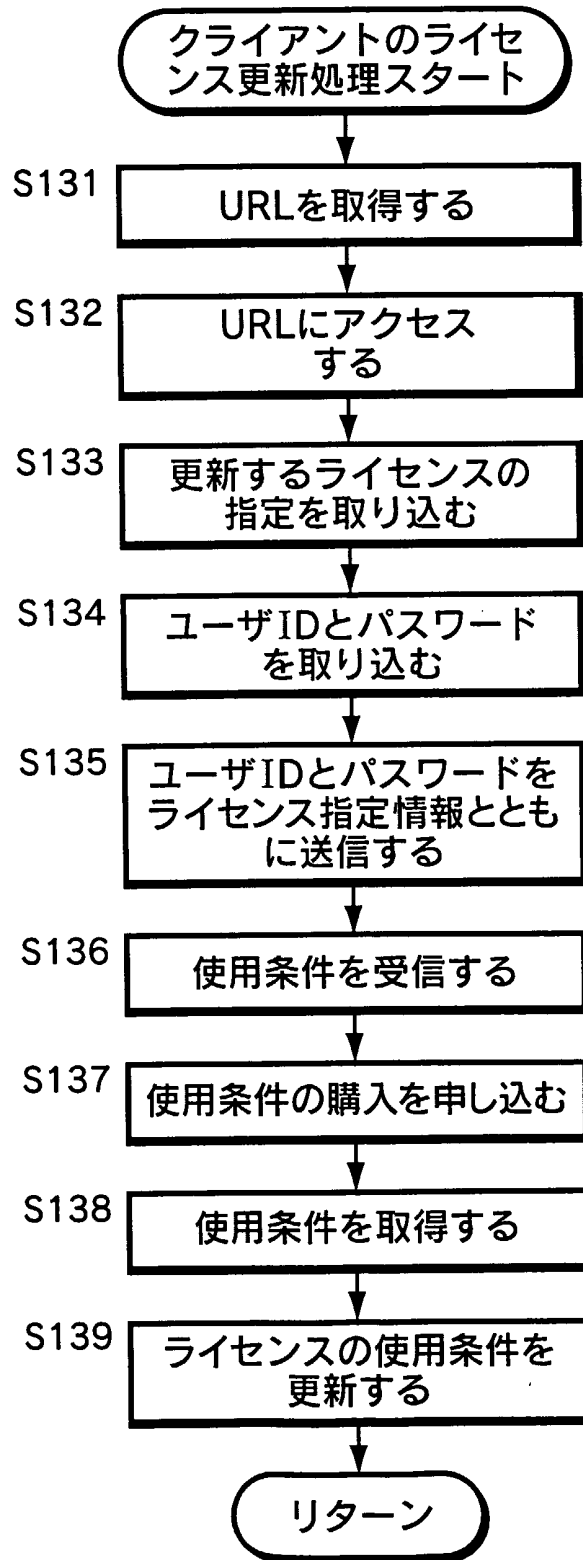 クライアントのライセ
ンス更新処理スタート
S131
URLを取得する
S132
URLにアクセス
する
S133
更新するライセンスの
指定を取り込む
S134
ユーザIDとパスワード
を取り込む
S135
ユーザIDとパスワードを
ライセンス指定情報ととも
に送信する
S136
使用条件を受信する
S137
使用条件の購入を申し込む
S138
使用条件を取得する
S139
ライセンスの使用条件を
更新する
リターン